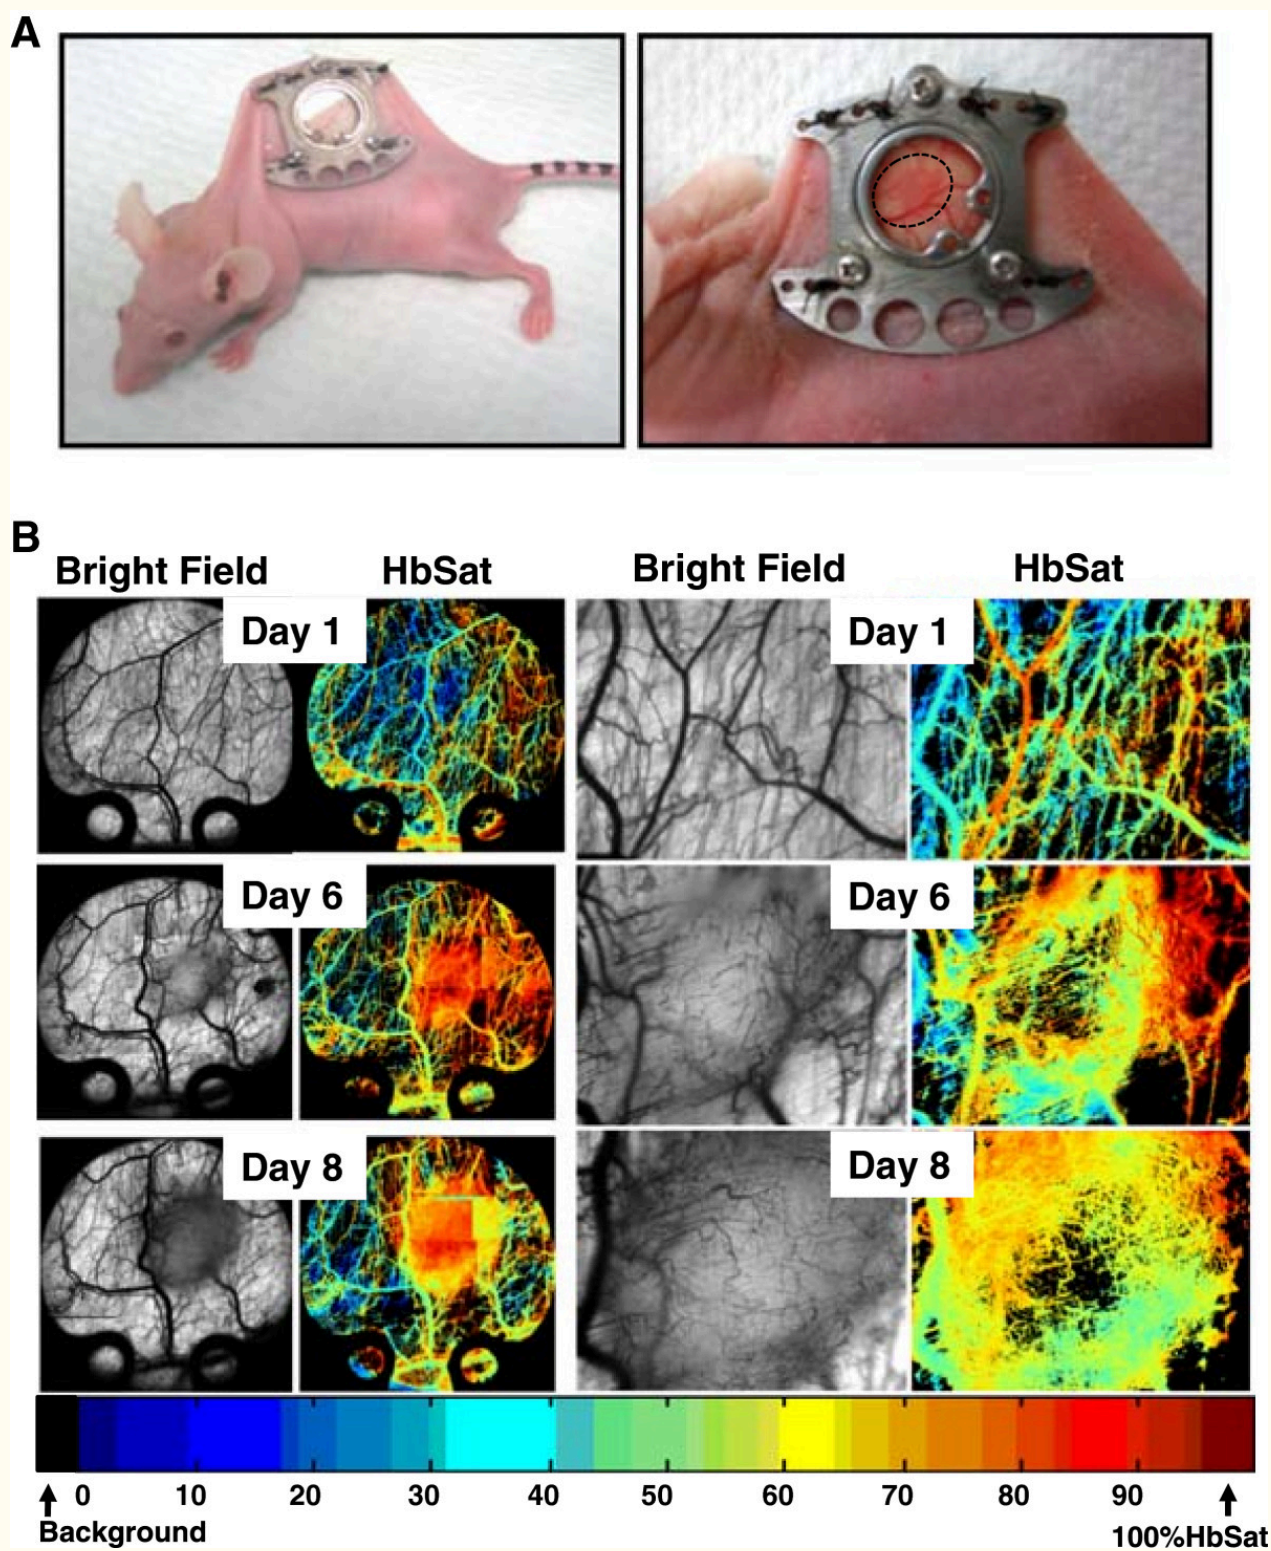 A
B
Bright Field HbSat Bright Field HbSat
Day 1 Day 1
Day 6 Day 6
Day 8 Day 8
0 10 20 30 40 50 60 70 80 90
Background 100%HbSat